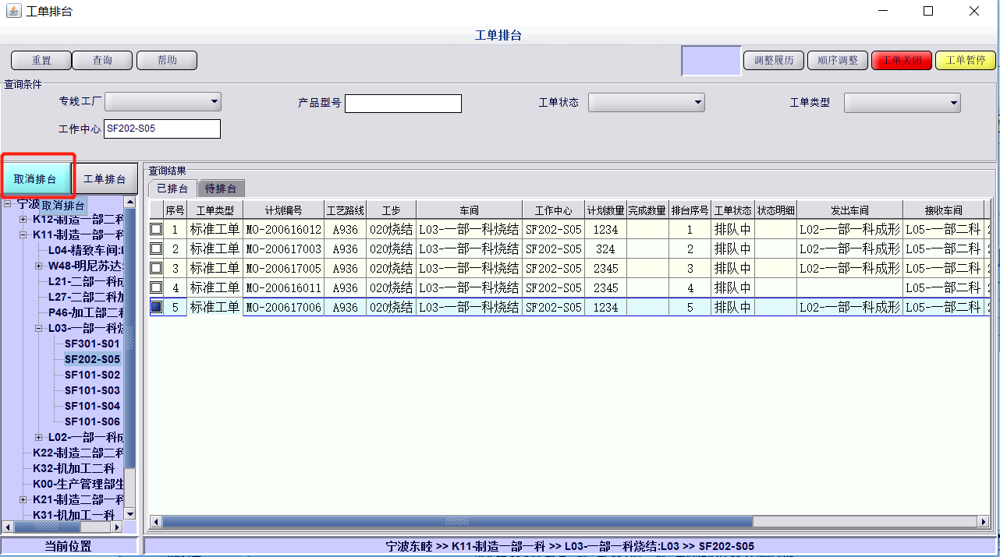 工单排台
工单排台
重置 查询 帮助 调整履历 顺序调整 工单关闭 工单暂停
查询条件
专线工厂 产品型号 工单状态 工单类型
工作中心 SF202-S05
取消排台 工单排台
查询结果
已排台 待排台
宁波
取消排台
K12-制造一部二科
K11-制造一部一科
L04-精致车间:
W48-明尼苏达:
L21-二部一科
L27-二部二科
P46-加工部二
L03-一部一科烧
SF301-S01
SF202-S05
SF101-S02
SF101-S03
SF101-S04
SF101-S06
L02-一部一科成
K22-制造二部二科
K32-机加工二科
K00-生产管理部生
K21-制造二部一科
K31-机加工一科
序号 工单类型 计划编号 工艺路线 工步 车间 工作中心 计划数量 完成数量 排台序号 工单状态 状态明细 发出车间 接收车间
1 标准工单 MO-200616012 A936 020烧结 L03-一部一科烧结 SF202-S05 1234 1 排队中 L02-一部一科成形 L05-一部二科
2 标准工单 MO-200617003 A936 020烧结 L03-一部一科烧结 SF202-S05 324 2 排队中 L02-一部一科成形 L05-一部二科
3 标准工单 MO-200617005 A936 020烧结 L03-一部一科烧结 SF202-S05 2345 3 排队中 L02-一部一科成形 L05-一部二科
4 标准工单 MO-200616011 A936 020烧结 L03-一部一科烧结 SF202-S05 2345 4 排队中 L05-一部二科
5 标准工单 MO-200617006 A936 020烧结 L03-一部一科烧结 SF202-S05 1234 5 排队中 L02-一部一科成形 L05-一部二科
当前位置 宁波东睦 >> K11-制造一部一科 >> L03-一部一科烧结:L03 >> SF202-S05